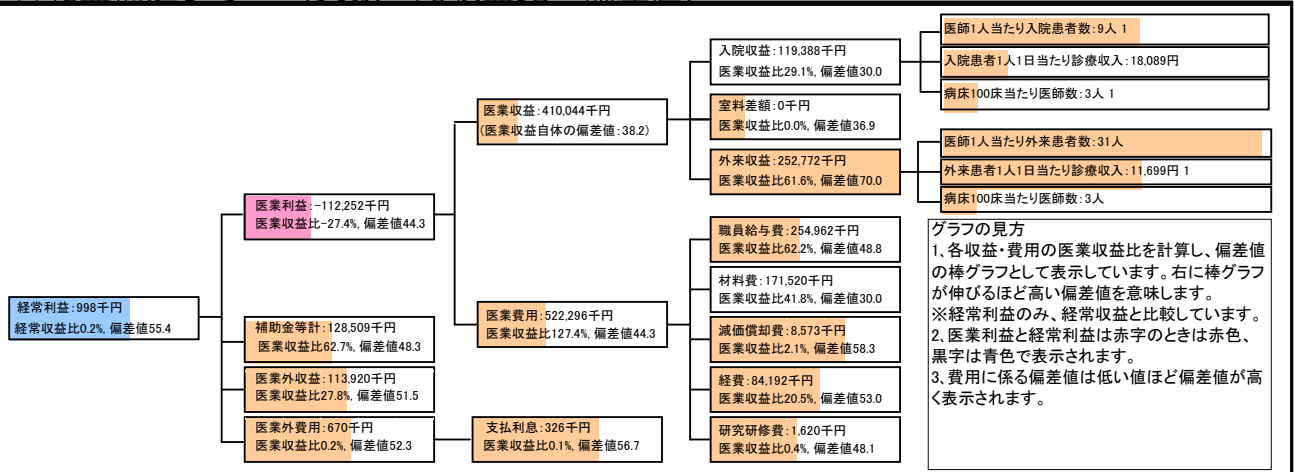 経常利益:998千円
経常収益比0.2%, 偏差値55.4
医業利益:-112,252千円
医業収益比-27.4%, 偏差値44.3
補助金等計:128,509千円
医業収益比62.7%, 偏差値48.3
医業外収益:113,920千円
医業収益比27.8%, 偏差値51.5
医業外費用:670千円
医業収益比0.2%, 偏差値52.3
支払利息:326千円
医業収益比0.1%, 偏差値56.7
医業収益:410,044千円
(医業収益自体の偏差値:38.2)
医業費用:522,296千円
医業収益比127.4%, 偏差値44.3
入院収益:119,388千円
医業収益比29.1%, 偏差値30.0
室料差額:0千円
医業収益比0.0%, 偏差値36.9
外来収益:252,772千円
医業収益比61.6%, 偏差値70.0
職員給与費:254,962千円
医業収益比62.2%, 偏差値48.8
材料費:171,520千円
医業収益比41.8%, 偏差値30.0
減価償却費:8,573千円
医業収益比2.1%, 偏差値58.3
経費:84,192千円
医業収益比20.5%, 偏差値53.0
研究研修費:1,620千円
医業収益比0.4%, 偏差値48.1
医師1人当たり入院患者数:9人 1
入院患者1人1日当たり診療収入:18,089円
病床100床当たり医師数:3人 1
医師1人当たり外来患者数:31人
外来患者1人1日当たり診療収入:11,699円 1
病床100床当たり医師数:3人
グラフの見方
1、各収益・費用の医業収益比を計算し、偏差値
の棒グラフとして表示しています。右に棒グラフ
が伸びるほど高い偏差値を意味します。
※経常利益のみ、経常収益と比較しています。
2、医業利益と経常利益は赤字のときは赤色、
黒字は青色で表示されます。
3、費用に係る偏差値は低い値ほど偏差値が高
く表示されます。